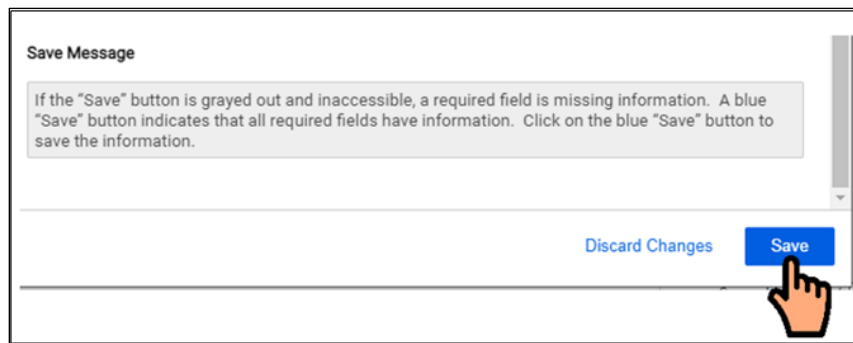 Save Message
If the “Save” button is grayed out and inaccessible, a required field is missing information.  A blue
“Save” button indicates that all required fields have information.  Click on the blue “Save” button to
save the information.
Discard Changes
Save